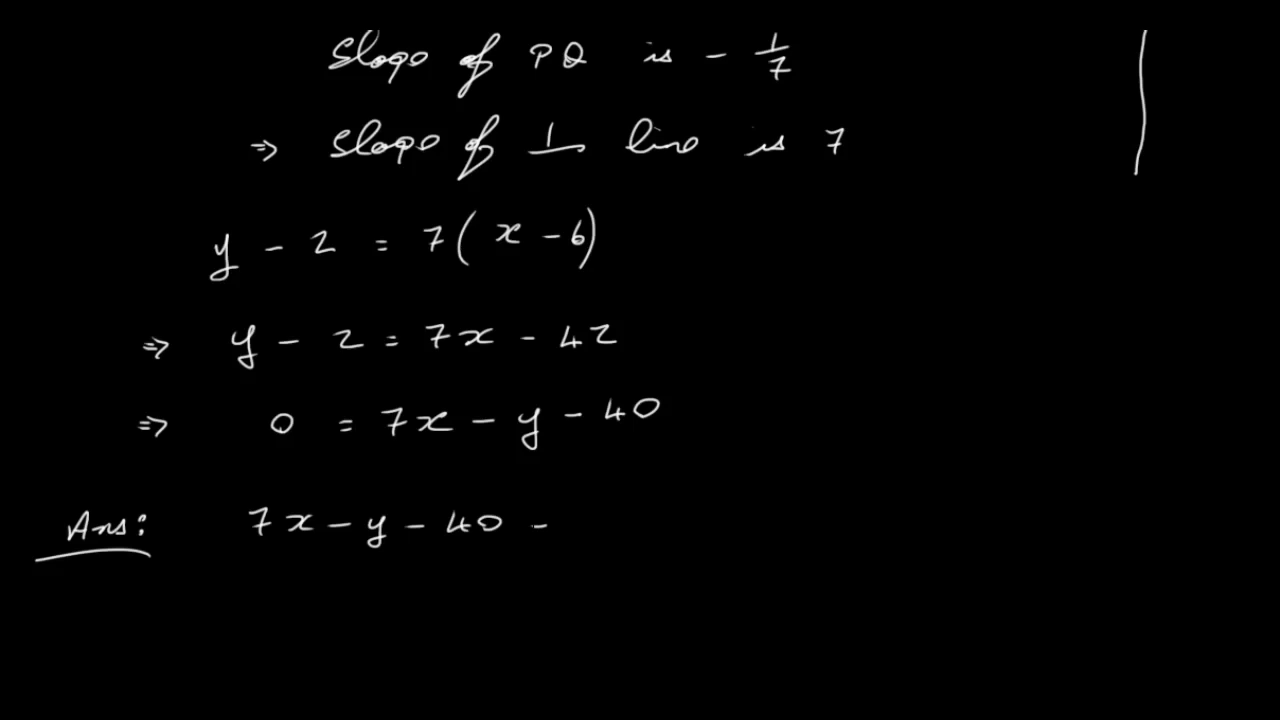 Slope of PQ is - 1/7
⇒ Slope of ⊥ line is 7
y - 2 = 7(x - 6)
⇒ y - 2 = 7x - 42
⇒ 0 = 7x - y - 40
Ans: 7x - y - 40 -